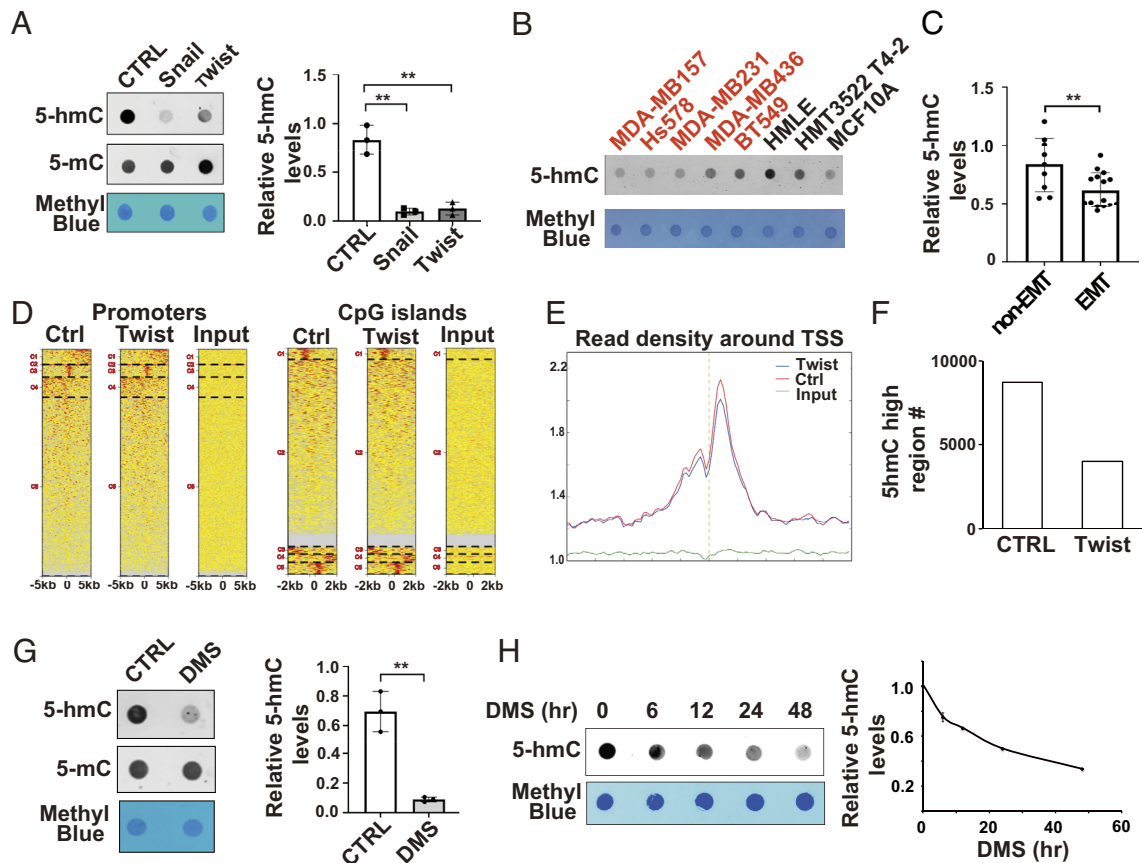 A
CTRL
Snail
Twist
5-hmC
5-mC
Methyl
Blue
Relative 5-hmC
levels
1.5
1.0
0.5
0.0
**
**
CTRL
Snail
Twist
B
MDA-MB157
Hs578
MDA-MB231
MDA-MB436
BT549
HMLE
HMT3522 T4-2
MCF10A
5-hmC
Methyl
Blue
C
Relative 5-hmC
levels
1.5
1.0
0.5
0
**
non-EMT
EMT
D
Promoters
Ctrl Twist Input
C1
C4
C5
-5kb 0 5kb -5kb 0 5kb -5kb 0 5kb
CpG islands
Ctrl Twist Input
C1
C2
C3
C4
C5
-2kb 0 2kb -2kb 0 2kb -2kb 0 2kb
E
Read density around TSS
2.2
1.8
1.4
1.0
Twist
Ctrl
Input
F
5hmC high
region #
10000
5000
0
CTRL Twist
G
CTRL
DMS
5-hmC
5-mC
Methyl
Blue
Relative 5-hmC
levels
1.0
0.8
0.6
0.4
0.2
0.0
**
CTRL
DMS
H
DMS (hr) 0 6 12 24 48
5-hmC
Methyl
Blue
Relative 5-hmC
levels
1.0
0.6
0.2
0 20 40 60
DMS (hr)